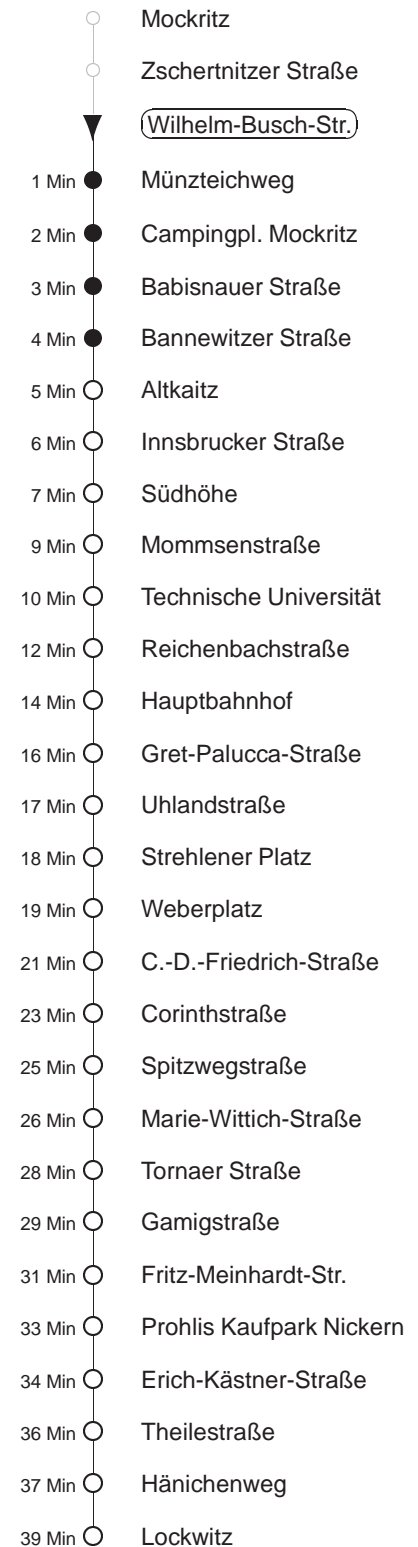 Mockritz
Zschertnitzer Straße
Wilhelm-Busch-Str.
1 Min Münzteichweg
2 Min Campingpl. Mockritz
3 Min Babisnauer Straße
4 Min Bannewitzer Straße
5 Min Altkaitz
6 Min Innsbrucker Straße
7 Min Südhöhe
9 Min Mommsenstraße
10 Min Technische Universität
12 Min Reichenbachstraße
14 Min Hauptbahnhof
16 Min Gret-Palucca-Straße
17 Min Uhlandstraße
18 Min Strehlener Platz
19 Min Weberplatz
21 Min C.-D.-Friedrich-Straße
23 Min Corinthstraße
25 Min Spitzwegstraße
26 Min Marie-Wittich-Straße
28 Min Tornaer Straße
29 Min Gamigstraße
31 Min Fritz-Meinhardt-Str.
33 Min Prohlis Kaufpark Nickern
34 Min Erich-Kästner-Straße
36 Min Theilestraße
37 Min Hänichenweg
39 Min Lockwitz